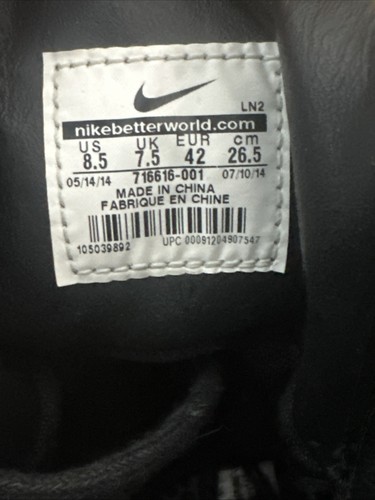 LN2
nikebetterworld.com
US UK EUR cm
8.5 7.5 42 26.5
05/14/14 716616-001 07/10/14
MADE IN CHINA
FABRIQUE EN CHINE
105039892 UPC 00091204907547